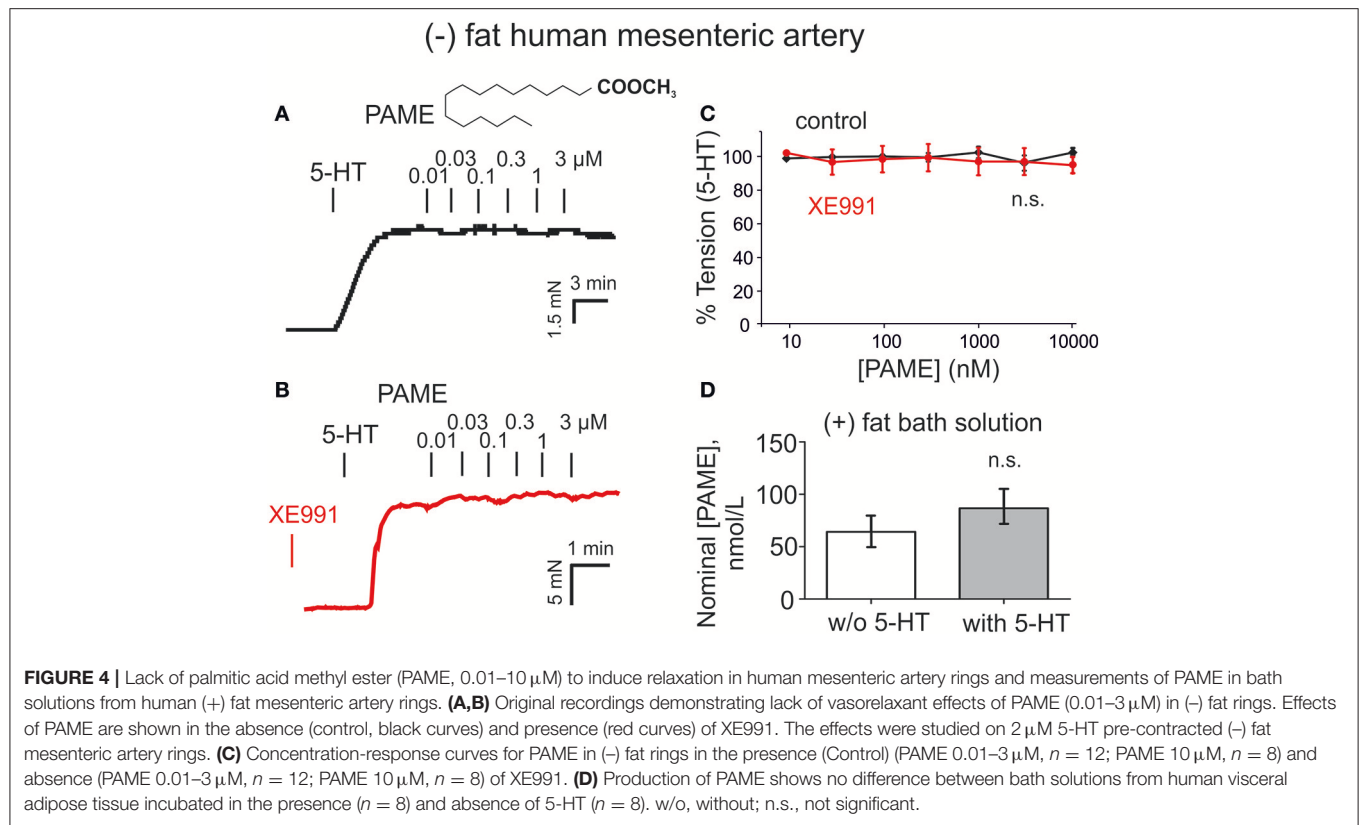 (-) fat human mesenteric artery
A
PAME
COOCH₃
5-HT
0.01
0.03
0.1
0.3
1
3 µM
3 min
1.5 mN
B
PAME
5-HT
0.01
0.03
0.1
0.3
1
3 µM
XE991
1 min
5 mN
C
control
XE991
n.s.
% Tension (5-HT)
100
80
60
40
20
0
10
100
1000
10000
[PAME] (nM)
D
(+) fat bath solution
n.s.
Nominal [PAME],
nmol/L
150
100
50
0
w/o 5-HT
with 5-HT
FIGURE 4 | Lack of palmitic acid methyl ester (PAME, 0.01–10 µM) to induce relaxation in human mesenteric artery rings and measurements of PAME in bath
solutions from human (+) fat mesenteric artery rings. (A,B) Original recordings demonstrating lack of vasorelaxant effects of PAME (0.01–3 µM) in (-) fat rings. Effects
of PAME are shown in the absence (control, black curves) and presence (red curves) of XE991. The effects were studied on 2 µM 5-HT pre-contracted (–) fat
mesenteric artery rings. (C) Concentration-response curves for PAME in (–) fat rings in the presence (Control) (PAME 0.01–3 µM, n = 12; PAME 10 µM, n = 8) and
absence (PAME 0.01–3 µM, n = 12; PAME 10 µM, n = 8) of XE991. (D) Production of PAME shows no difference between bath solutions from human visceral
adipose tissue incubated in the presence (n = 8) and absence of 5-HT (n = 8). w/o, without; n.s., not significant.